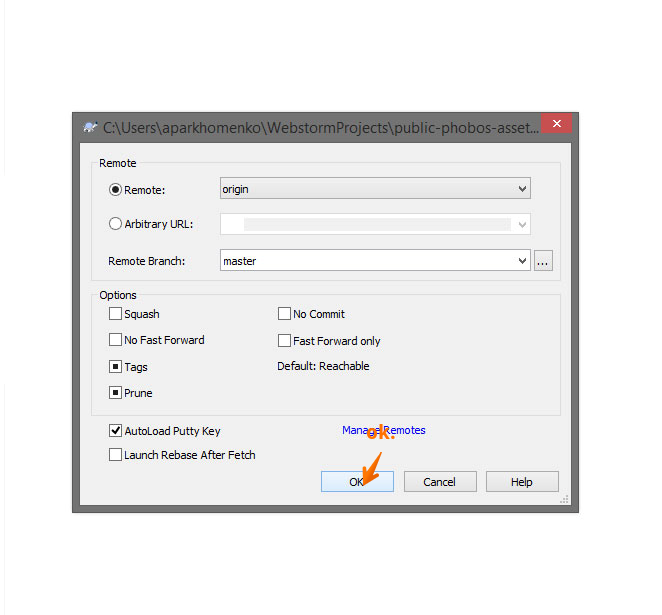 C:\Users\aparkhomenko\WebstormProjects\public-phobos-asset...
Remote
Remote:
origin
Arbitrary URL:
Remote Branch:
master
...
Options
Squash
No Commit
No Fast Forward
Fast Forward only
Tags
Default: Reachable
Prune
AutoLoad Putty Key
Manage Remotes
ok.
Launch Rebase After Fetch
OK
Cancel
Help